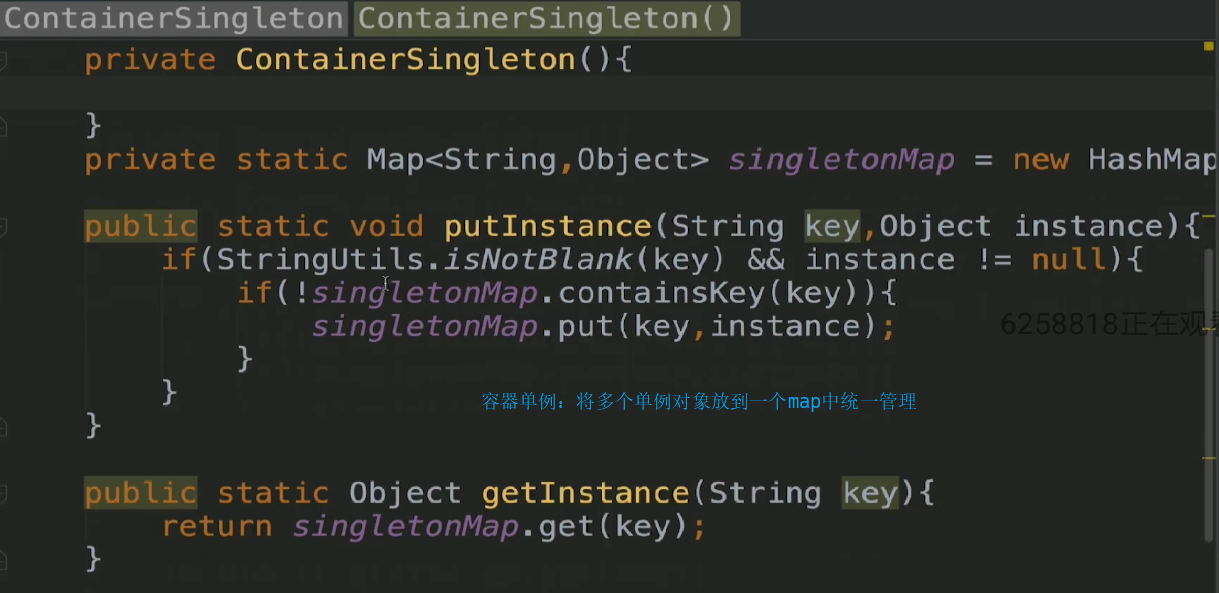 ContainerSingleton ContainerSingleton()
private ContainerSingleton(){
}
private static Map<String,Object> singletonMap = new HashMap
public static void putInstance(String key,Object instance){
if(StringUtils.isNotBlank(key) && instance != null){
if(!singletonMap.containsKey(key)){
singletonMap.put(key,instance);
6258818正在观
}
}
容器单例：将多个单例对象放到一个map中统一管理
}
public static Object getInstance(String key){
return singletonMap.get(key);
}